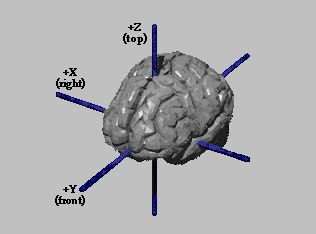 +Z
(top)
+X
(right)
+Y
(front)